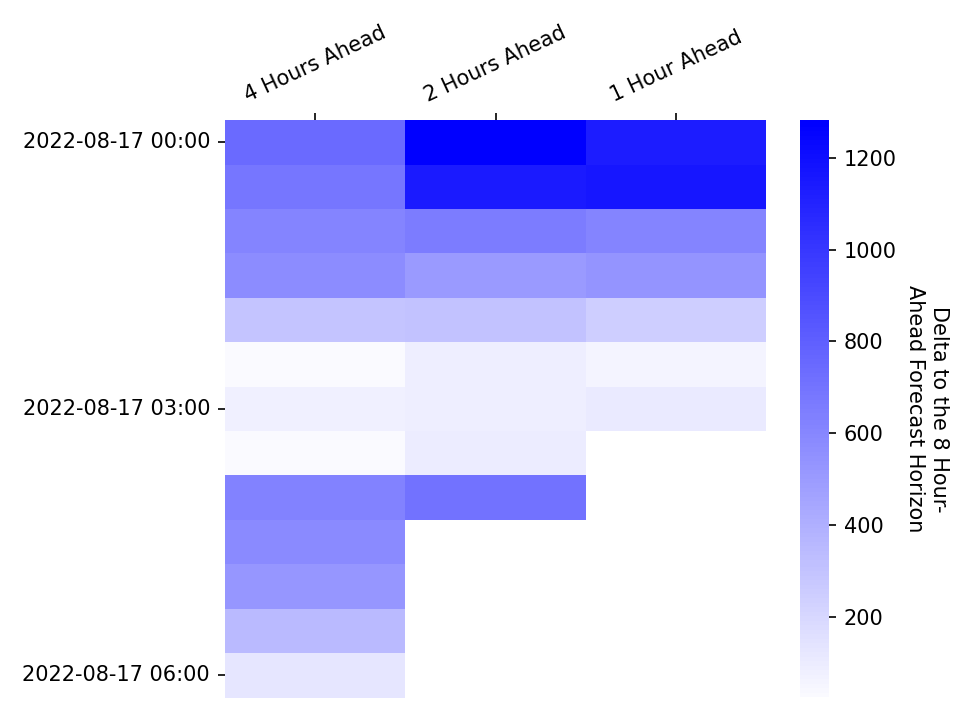 4 Hours Ahead
2 Hours Ahead
1 Hour Ahead
2022-08-17 00:00
2022-08-17 03:00
2022-08-17 06:00
1200
1000
800
600
400
200
Delta to the 8 Hour-
Ahead Forecast Horizon